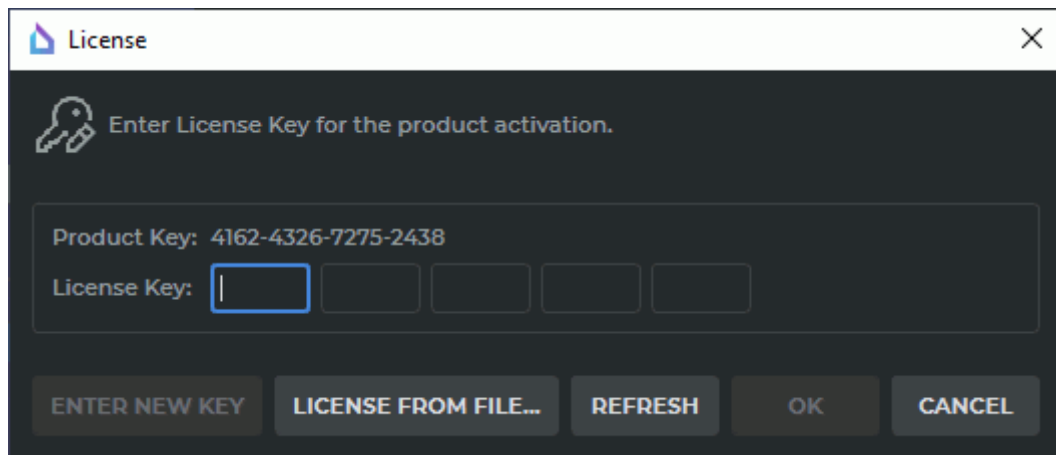 License
Enter License Key for the product activation.
Product Key: 4162-4326-7275-2438
License Key:
ENTER NEW KEY LICENSE FROM FILE... REFRESH OK CANCEL